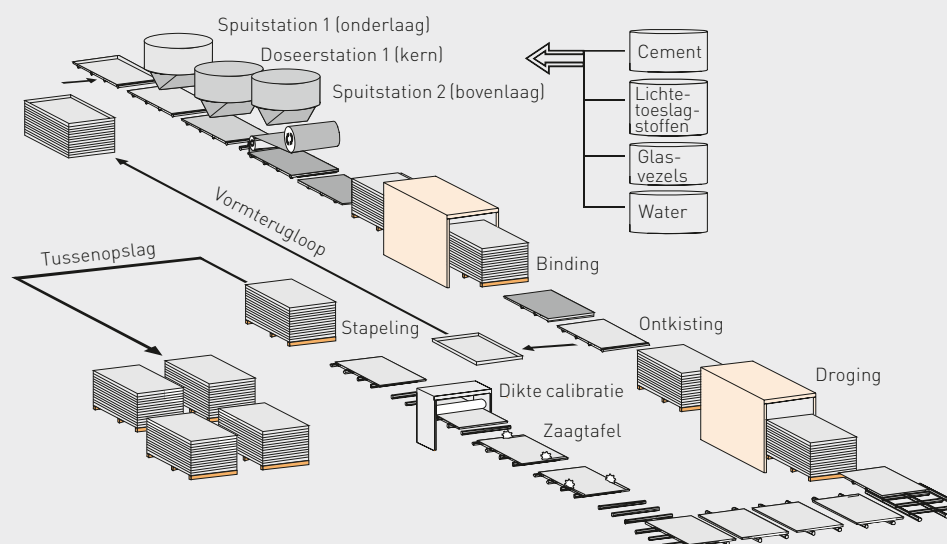 Spuitstation 1 (onderlaag)
Doseerstation 1 (kern)
Spuitstation 2 (bovenlaag)
Cement
Lichte-
toeslag-
stoffen
Glas-
vezels
Water
Vormterugloop
Tussenopslag
Binding
Stapeling
Ontkisting
Dikte calibratie
Droging
Zaagtafel